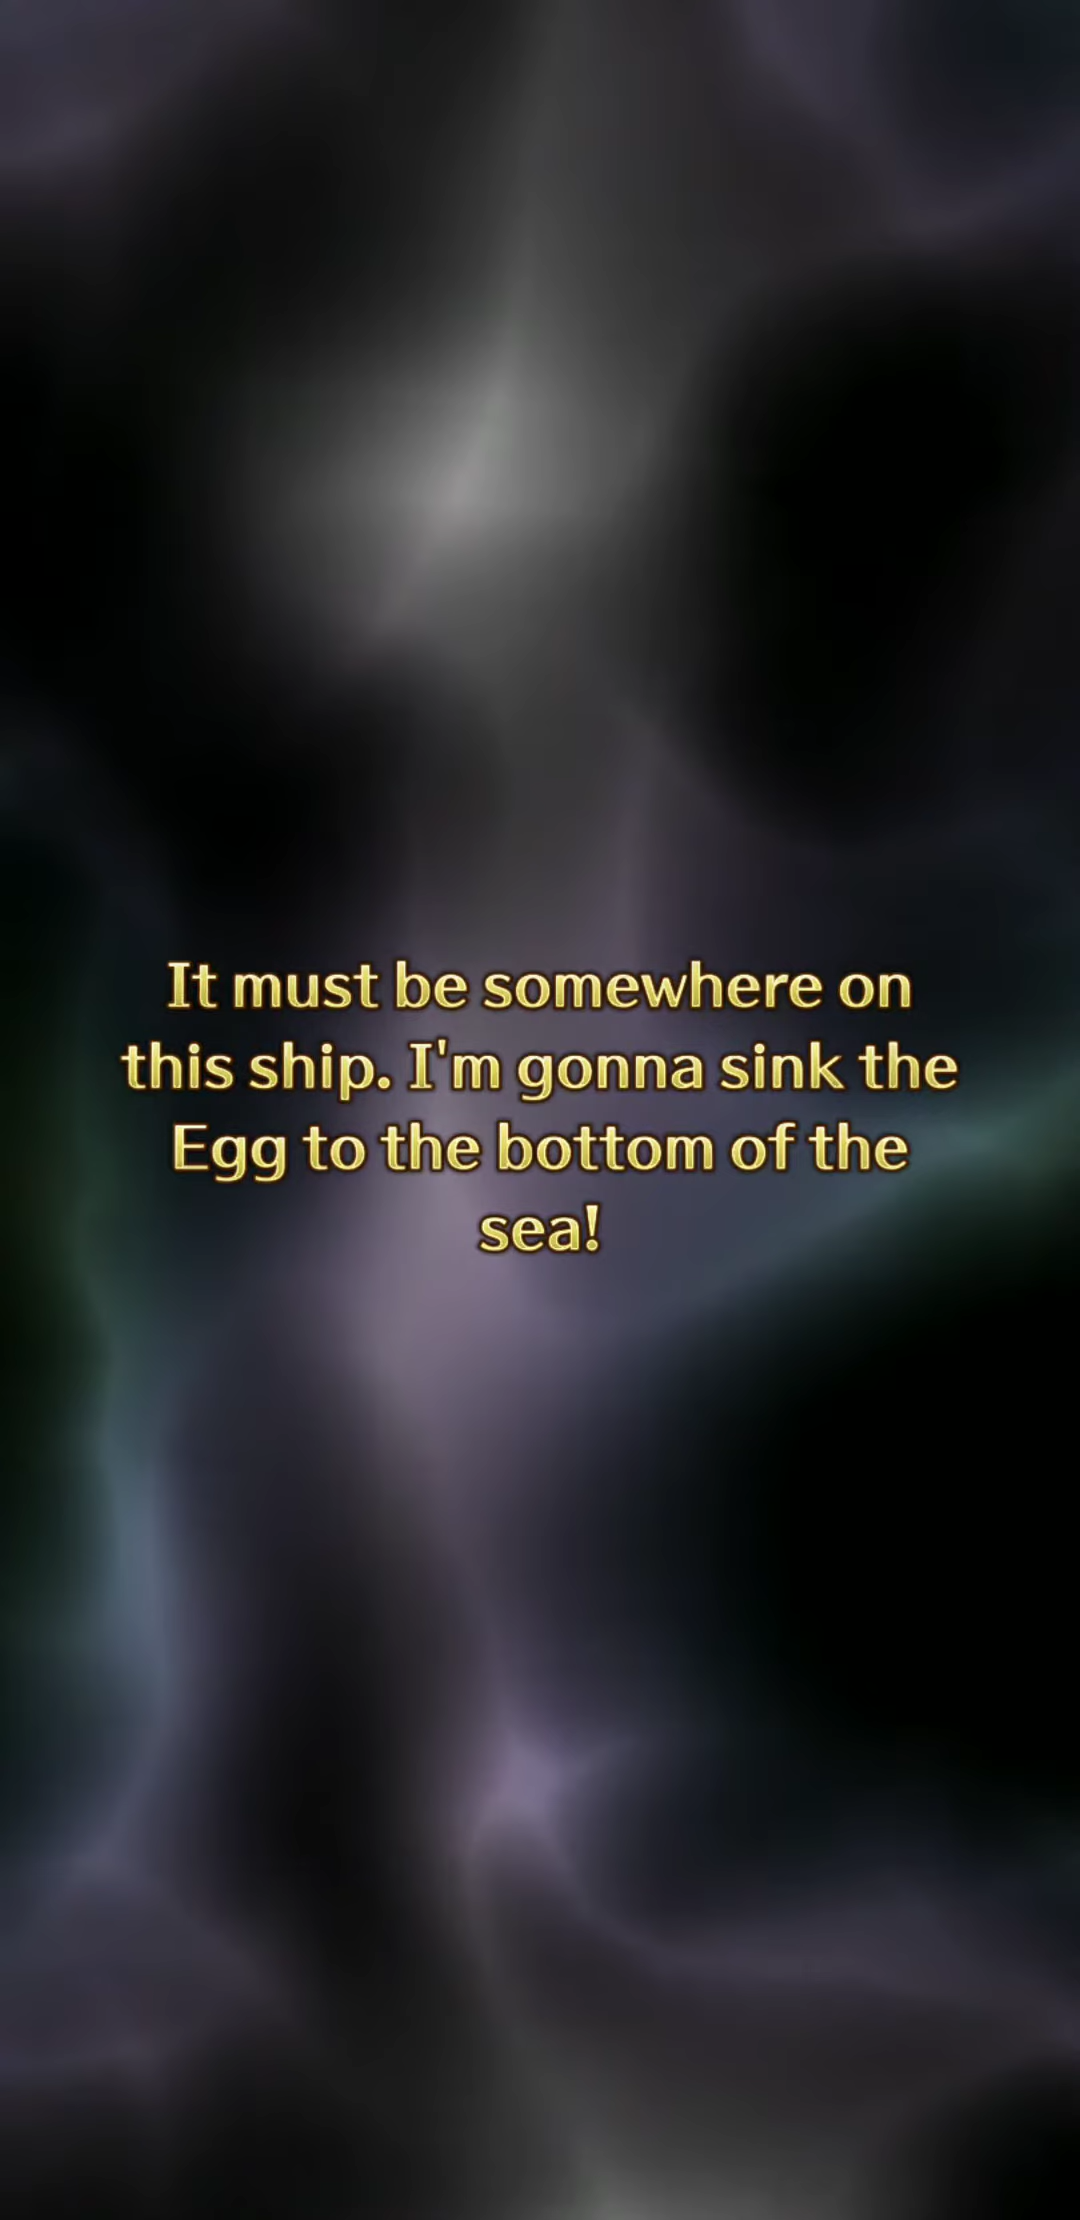 It must be somewhere on
this ship. I'm gonna sink the
Egg to the bottom of the
sea!